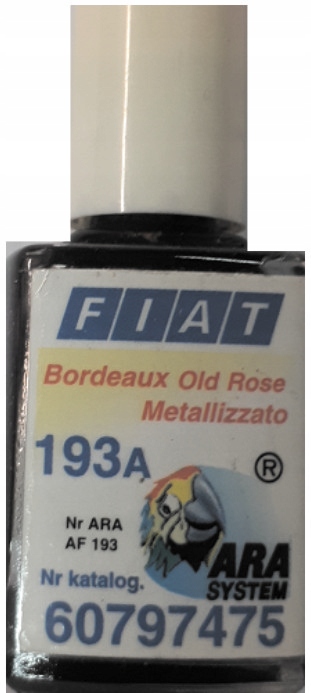 FIAT
Bordeaux Old Rose
Metallizzato
193A
®
Nr ARA
AF 193
ARA
SYSTEM
Nr katalog.
60797475